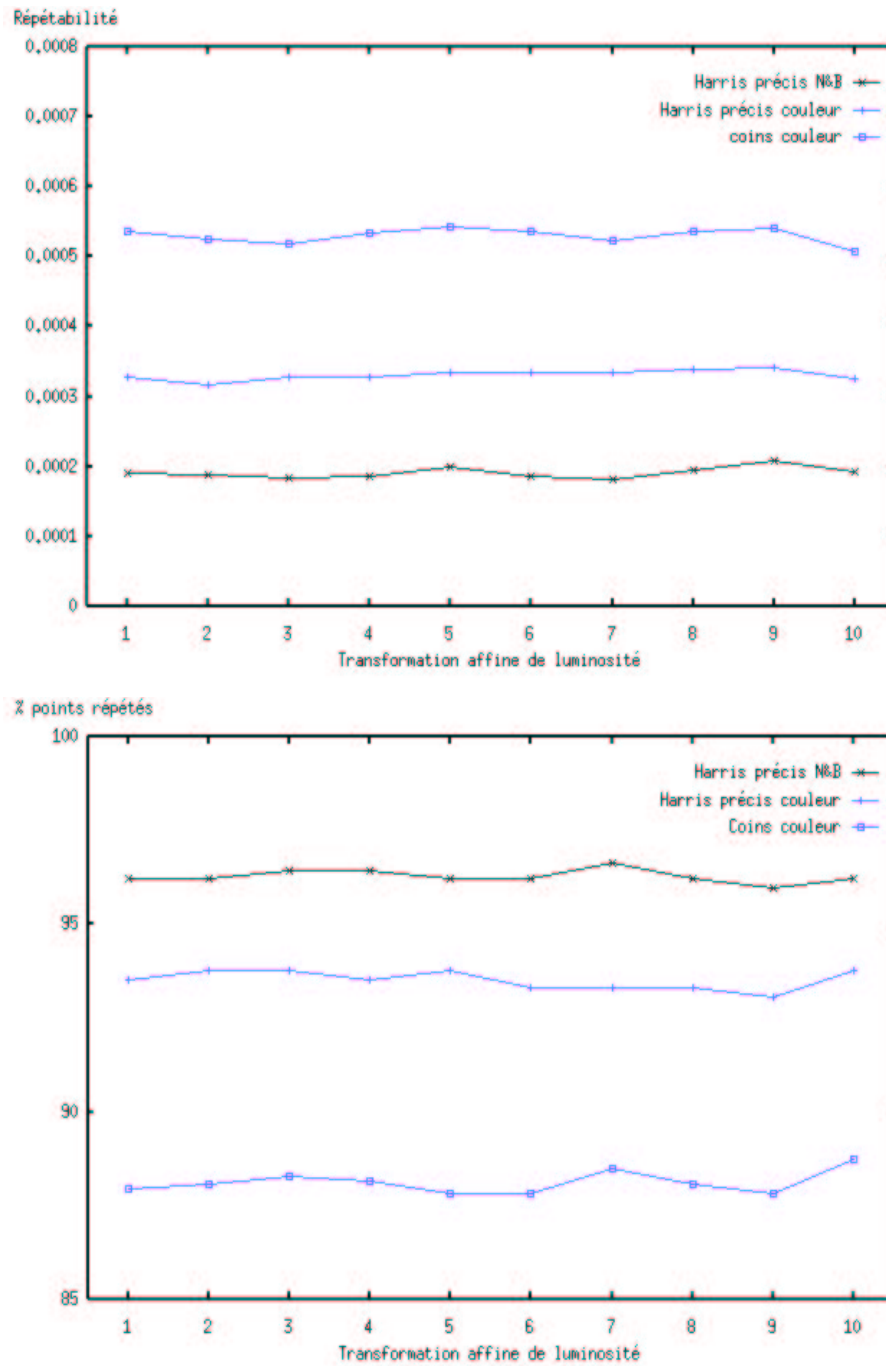 Répétabilité
0.0008
Harris précis N&B
0.0007
Harris précis couleur
coins couleur
0.0006
0.0005
0.0004
0.0003
0.0002
0.0001
0
1 2 3 4 5 6 7 8 9 10
Transformation affine de luminosité
% points répétés
100
Harris précis N&B
Harris précis couleur
Coins couleur
95
90
85
1 2 3 4 5 6 7 8 9 10
Transformation affine de luminosité